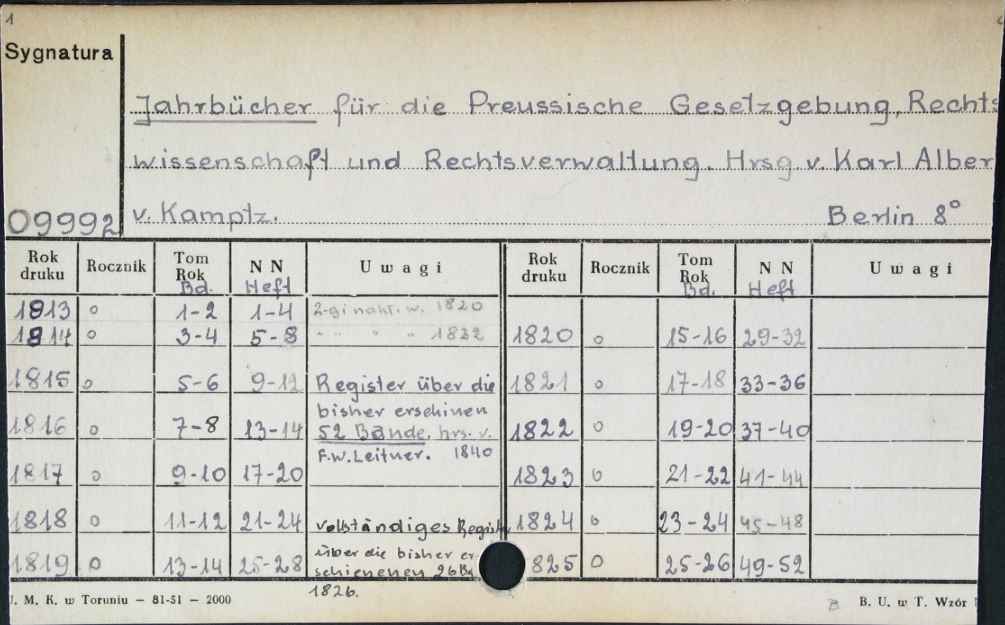 1
Sygnatura
Jahrbücher für die Preussische Gesetzgebung, Rechts
wissenschaft und Rechtsverwaltung. Hrsg. v. Karl Alber
v. Kamptz. Berlin 8°
09992
Rok druku Rocznik Tom Rok Bd. N N Heft Uwagi Rok druku Rocznik Tom Rok Bd. N N Heft Uwagi
1813 o 1-2 1-4 2-gi nakł. w. 1820
1814 o 3-4 5-8 " " " 1832 1820 o 15-16 29-32
1815 o 5-6 9-12 Register über die 1821 o 17-18 33-36
bisher erschinen
1816 o 7-8 13-14 52 Bände, hrs. v. 1822 o 19-20 37-40
F.W. Leitner. 1840
1817 o 9-10 17-20 1823 o 21-22 41-44
1818 o 11-12 21-24 vollständiges Regist 1824 o 23-24 45-48
über die bisher er
1819 o 13-14 25-28 schienenen 26 Bd 825 o 25-26 49-52
1826.
J. M. K. w Toruniu — 81-51 — 2000 B B. U. w T. Wzór